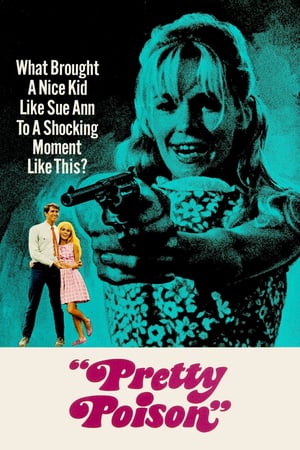 What Brought
A Nice Kid
Like Sue Ann
To A Shocking
Moment
Like This?
"Pretty
Poison"